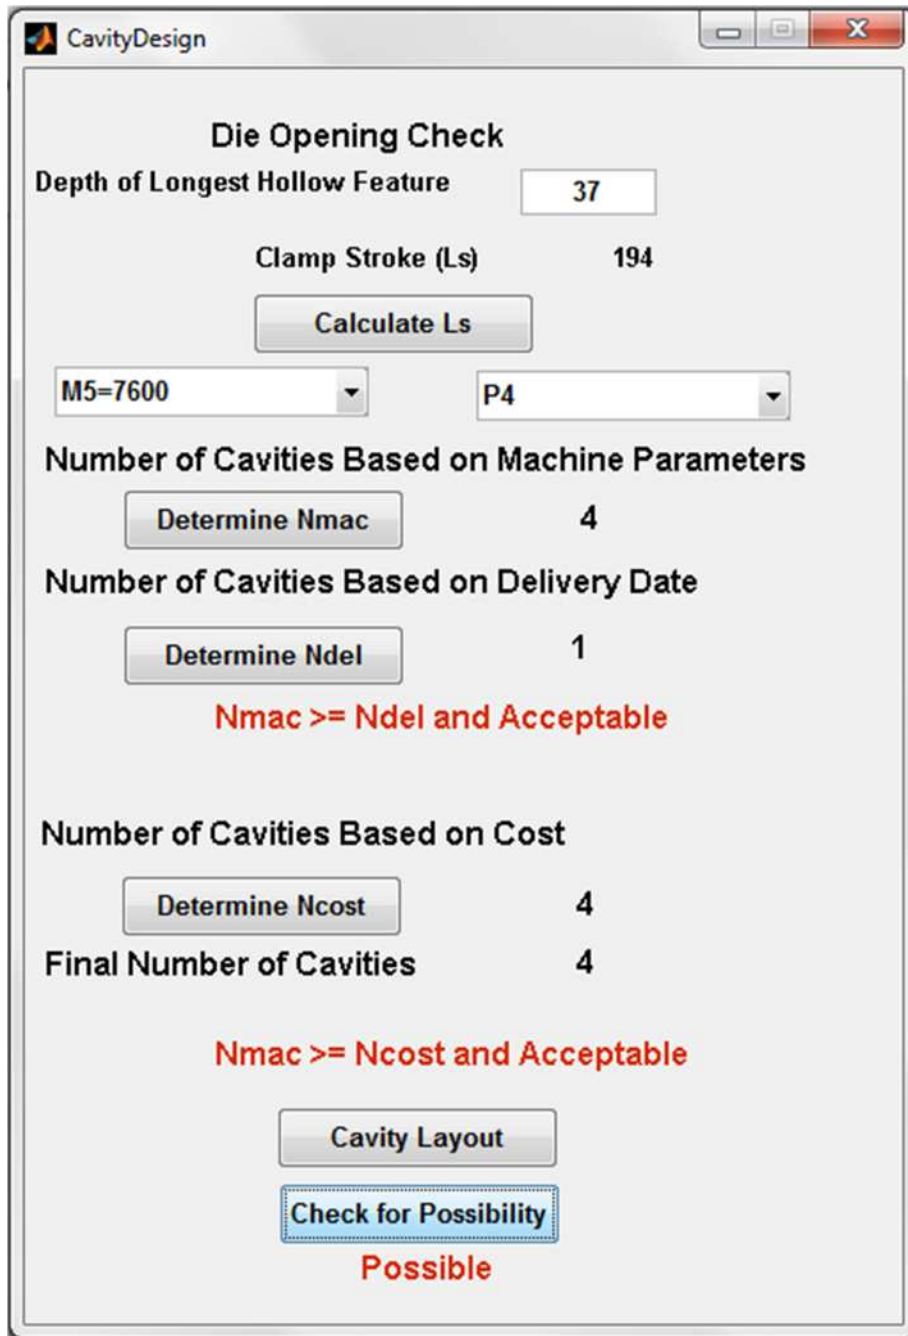 CavityDesign
Die Opening Check
Depth of Longest Hollow Feature 37
Clamp Stroke (Ls) 194
Calculate Ls
M5=7600 P4
Number of Cavities Based on Machine Parameters
Determine Nmac 4
Number of Cavities Based on Delivery Date
Determine Ndel 1
Nmac >= Ndel and Acceptable
Number of Cavities Based on Cost
Determine Ncost 4
Final Number of Cavities 4
Nmac >= Ncost and Acceptable
Cavity Layout
Check for Possibility
Possible